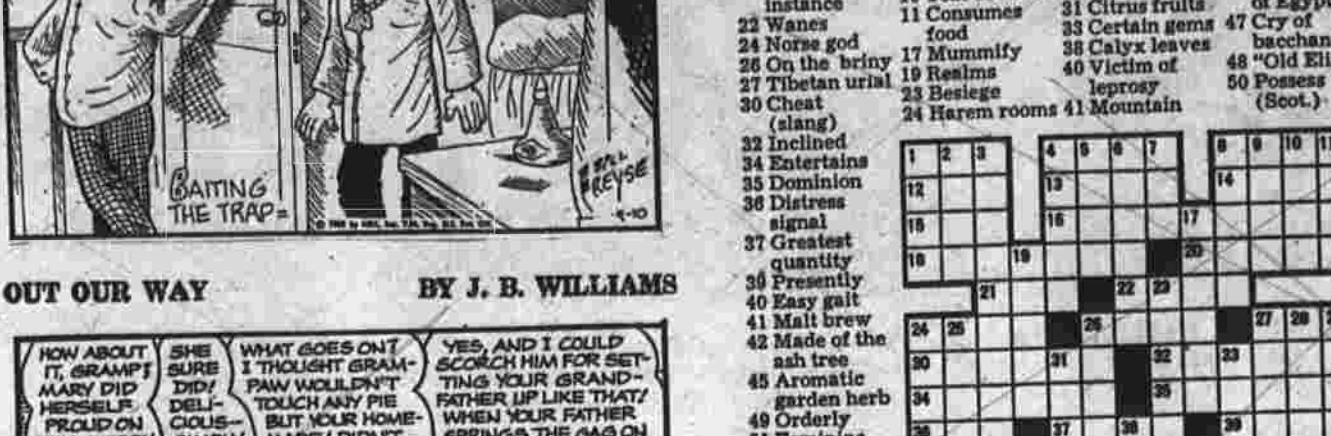 BAITING
THE TRAP=
BILL
FREYSE
9-10
OUT OUR WAY
BY J. B. WILLIAMS
HOW ABOUT
IT, GRAMP?
MARY DID
HERSELF
PROUD ON
SHE
SURE
DID!
DELI-
CIOUS--
WHAT GOES ON?
I THOUGHT GRAM-
PAW WOULDN'T
TOUCH ANY PIE
BUT YOUR HOME-
YES, AND I COULD
SCORCH HIM FOR SET-
TING YOUR GRAND-
FATHER UP LIKE THAT!
WHEN YOUR FATHER
SPRINGS THE GAG ON
instance
22 Wanes
24 Norse god
26 On the briny
27 Tibetan urial
30 Cheat
(slang)
32 Inclined
34 Entertains
35 Dominion
36 Distress
signal
37 Greatest
quantity
39 Presently
40 Easy gait
41 Malt brew
42 Made of the
ash tree
45 Aromatic
garden herb
49 Orderly
11 Consumes
food
17 Mummify
19 Realms
23 Besiege
24 Harem rooms
31 Citrus fruits
33 Certain gems
38 Calyx leaves
40 Victim of
leprosy
41 Mountain
of Egyp
47 Cry of
bacchan
48 "Old Eli
50 Possess
(Scot.)
1 2 3 4 5 6 7 8 9 10 11
12 13 14
15 16 17
18 19 20
21 22 23
24 25 26 27 28
30 31 32 33
34 35
36 37 38 39